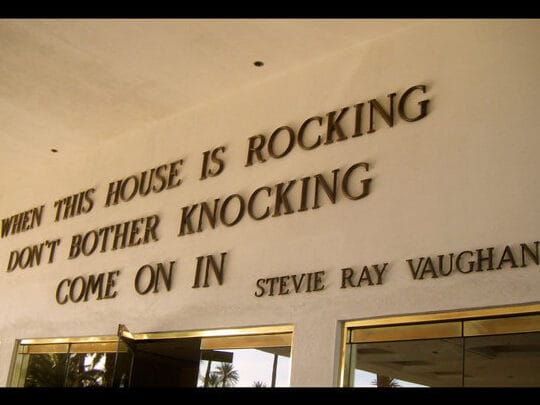 WHEN THIS HOUSE IS ROCKING
DON'T BOTHER KNOCKING
COME ON IN
STEVIE RAY VAUGHAN